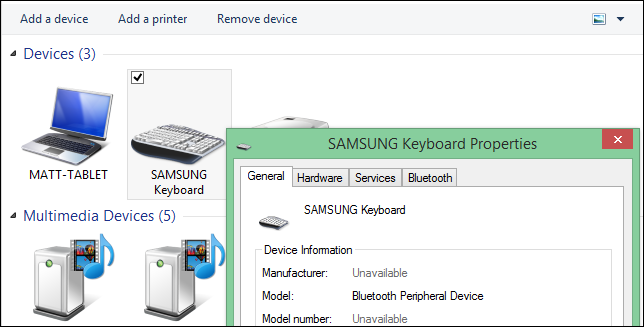 Add a device Add a printer Remove device
Devices (3)
MATT-TABLET
SAMSUNG
Keyboard
Multimedia Devices (5)
SAMSUNG Keyboard Properties
General Hardware Services Bluetooth
SAMSUNG Keyboard
Device Information
Manufacturer: Unavailable
Model: Bluetooth Peripheral Device
Model number: Unavailable